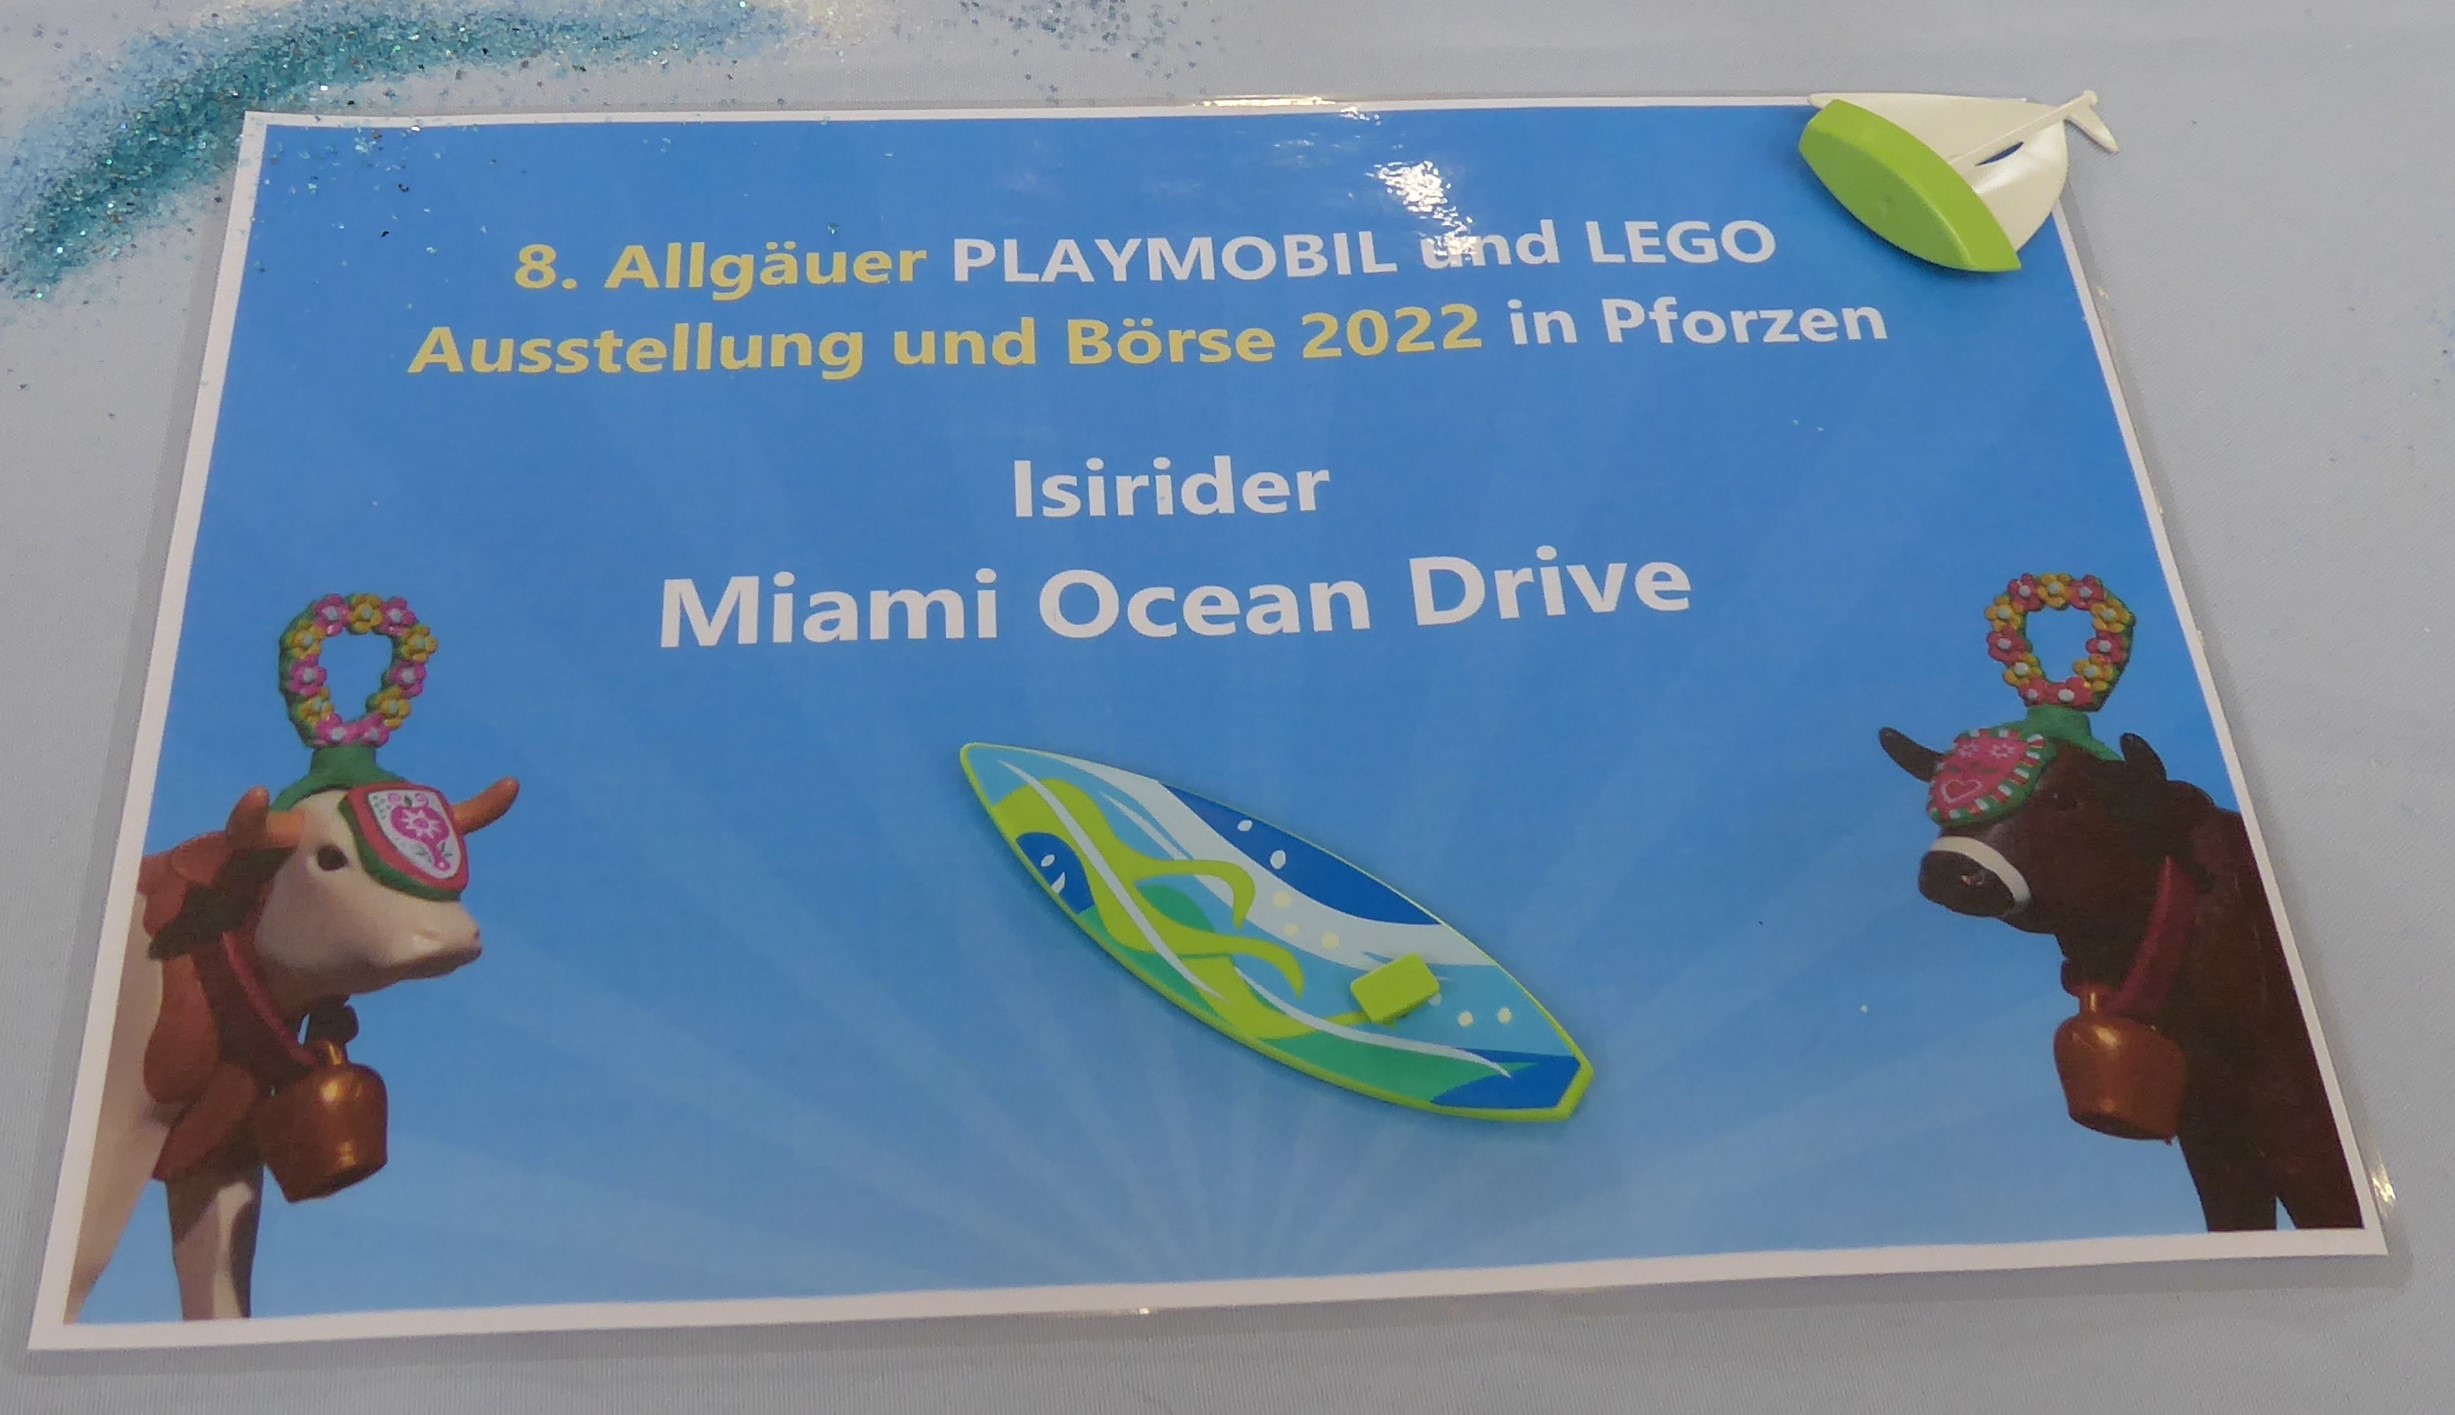 8. Allgäuer PLAYMOBIL und LEGO
Ausstellung und Börse 2022 in Pforzen
Isirider
Miami Ocean Drive